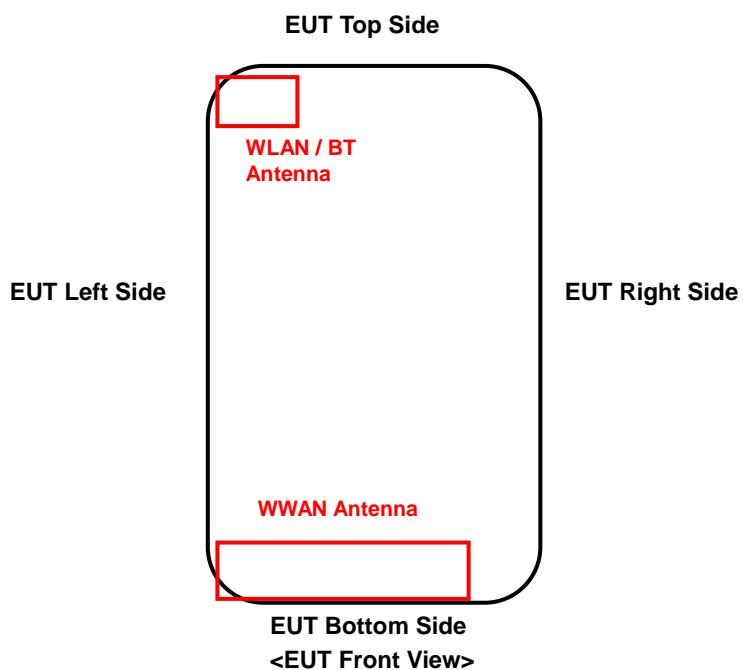 EUT Top Side
WLAN / BT
Antenna
EUT Left Side
EUT Right Side
WWAN Antenna
EUT Bottom Side
<EUT Front View>